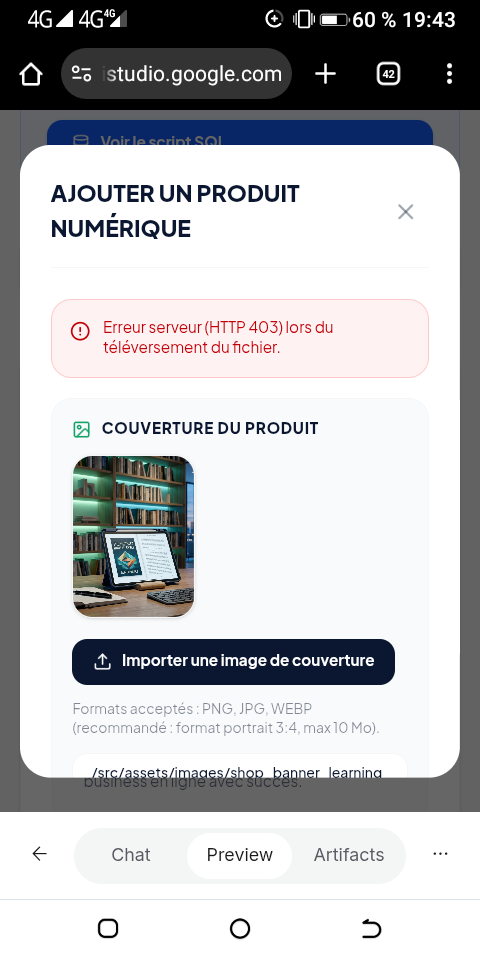 4G 4G 4G 60 % 19:43
istudio.google.com
42
Voir le script SQL
AJOUTER UN PRODUIT
NUMÉRIQUE
Erreur serveur (HTTP 403) lors du
téléversement du fichier.
COUVERTURE DU PRODUIT
Importer une image de couverture
Formats acceptés : PNG, JPG, WEBP
(recommandé : format portrait 3:4, max 10 Mo).
/src/assets/images/shop_banner_learning
business en ligne avec succès.
Chat
Preview
Artifacts